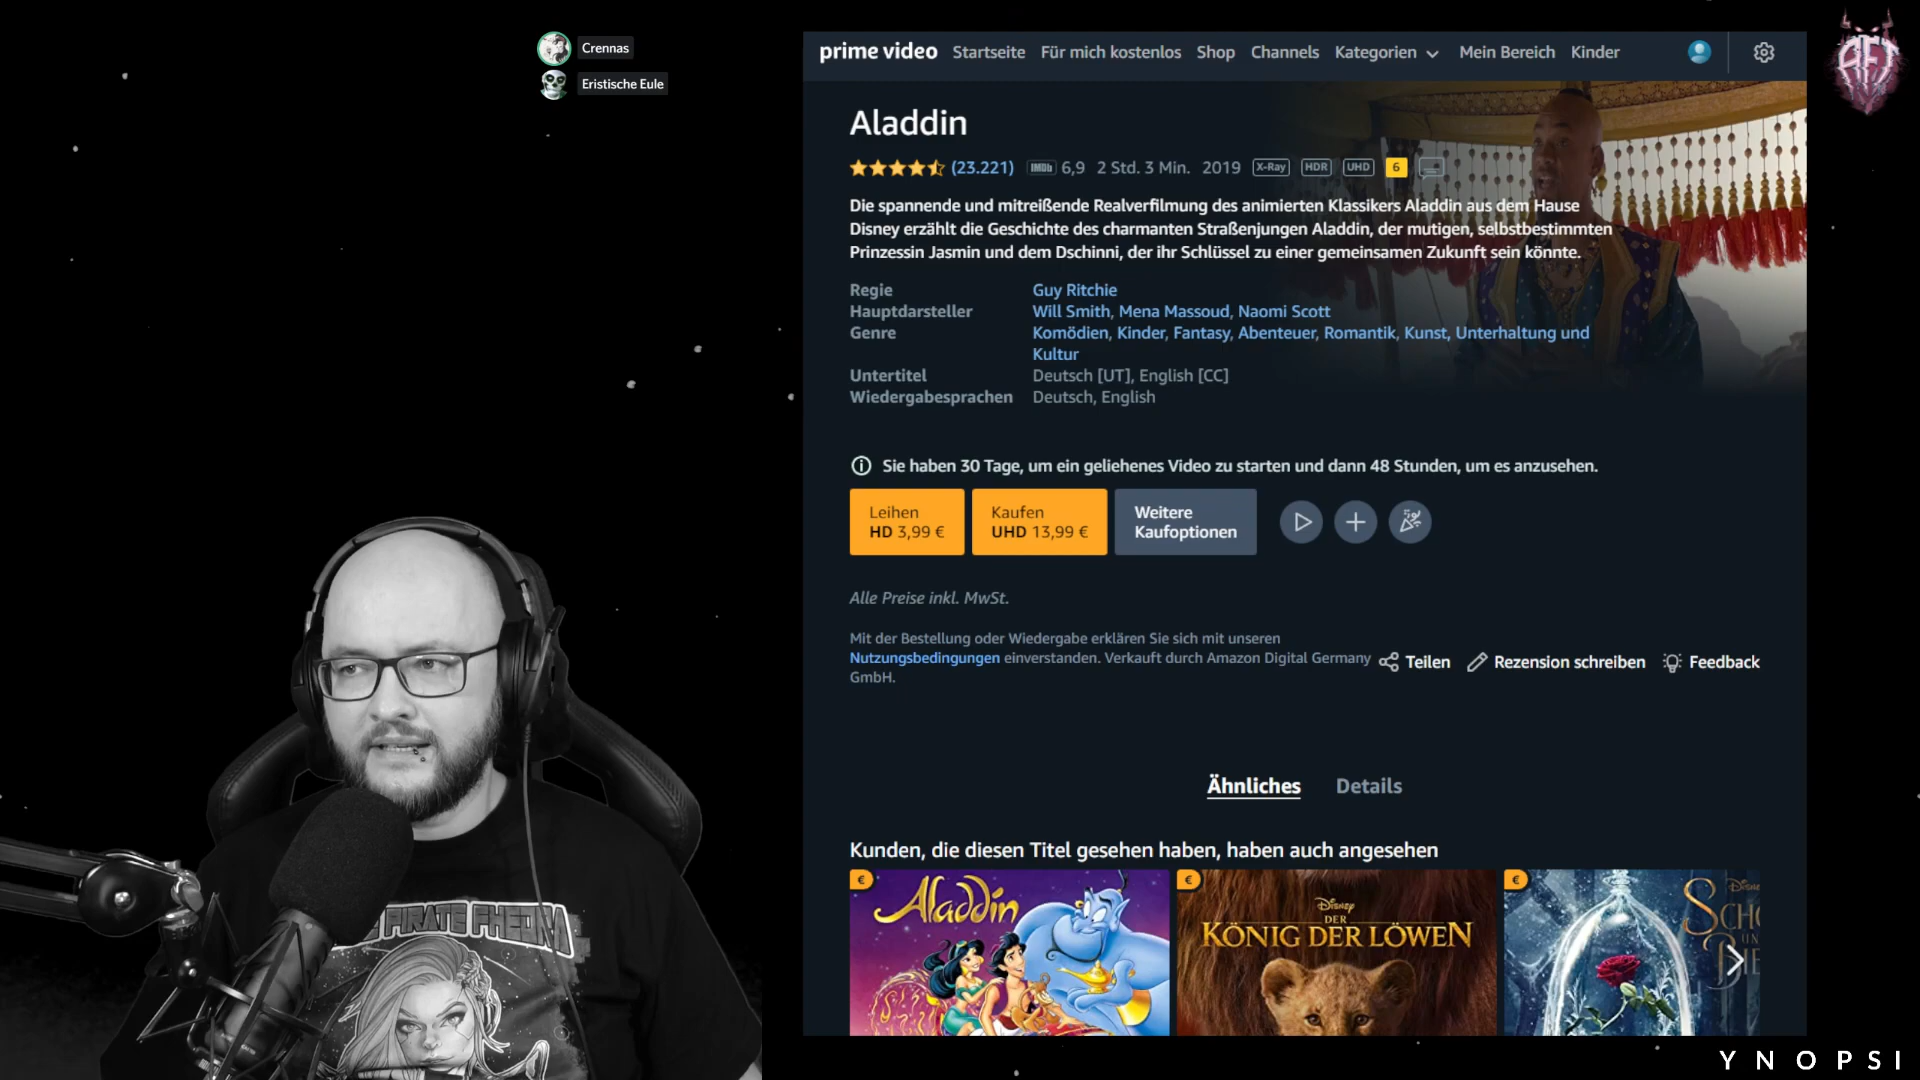 Crennas
Eristische Eule
prime video Startseite Für mich kostenlos Shop Channels Kategorien Mein Bereich Kinder
AFT
Aladdin
(23.221) IMDb 6,9 2 Std. 3 Min. 2019 X-Ray HDR UHD 6
Die spannende und mitreißende Realverfilmung des animierten Klassikers Aladdin aus dem Hause
Disney erzählt die Geschichte des charmanten Straßenjungen Aladdin, der mutigen, selbstbestimmten
Prinzessin Jasmin und dem Dschinni, der ihr Schlüssel zu einer gemeinsamen Zukunft sein könnte.
Regie Guy Ritchie
Hauptdarsteller Will Smith, Mena Massoud, Naomi Scott
Genre Komödien, Kinder, Fantasy, Abenteuer, Romantik, Kunst, Unterhaltung und
Kultur
Untertitel Deutsch [UT], English [CC]
Wiedergabesprachen Deutsch, English
Sie haben 30 Tage, um ein geliehenes Video zu starten und dann 48 Stunden, um es anzusehen.
Leihen
HD 3,99 €
Kaufen
UHD 13,99 €
Weitere
Kaufoptionen
Alle Preise inkl. MwSt.
Mit der Bestellung oder Wiedergabe erklären Sie sich mit unseren
Nutzungsbedingungen einverstanden. Verkauft durch Amazon Digital Germany
GmbH.
Teilen Rezension schreiben Feedback
Ähnliches Details
Kunden, die diesen Titel gesehen haben, haben auch angesehen
€ € €
Aladdin
Disney
DER
KÖNIG DER LÖWEN
Disney
SCHÖ
UN
BIE
PIRATE
YNOPSI